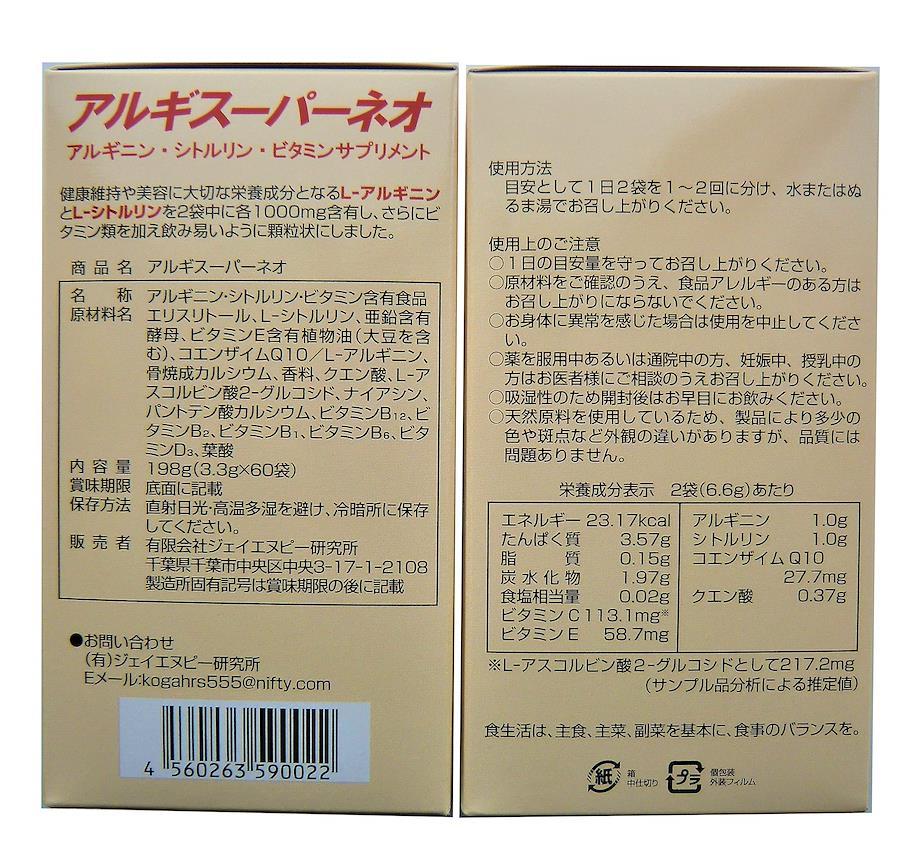 アルギスーパーネオ
アルギニン・シトルリン・ビタミンサプリメント
健康維持や美容に大切な栄養成分となるL-アルギニン
とL-シトルリンを2袋中に各1000mg含有し、さらにビ
タミン類を加え飲み易いように顆粒状にしました。
商品名 アルギスーパーネオ
名称 アルギニン・シトルリン・ビタミン含有食品
原材料名 エリスリトール、L-シトルリン、亜鉛含有
酵母、ビタミンE含有植物油(大豆を含
む)、コエンザイムQ10/L-アルギニン、
骨焼成カルシウム、香料、クエン酸、L-ア
スコルビン酸2-グルコシド、ナイアシン、
パントテン酸カルシウム、ビタミンB12、ビ
タミンB2、ビタミンB1、ビタミンB6、ビタ
ミンD3、葉酸
内容量 198g(3.3g×60袋)
賞味期限 底面に記載
保存方法 直射日光・高温多湿を避け、冷暗所に保存
してください。
販売者 有限会社ジェイエヌピー研究所
千葉県千葉市中央区中央3-17-1-2108
製造所固有記号は賞味期限の後に記載
●お問い合わせ
(有)ジェイエヌピー研究所
Eメール:kogahrs555@nifty.com
4 560263 590022
使用方法
目安として1日2袋を1~2回に分け、水またはぬ
るま湯でお召し上がりください。
使用上のご注意
○1日の目安量を守ってお召し上がりください。
○原材料をご確認のうえ、食品アレルギーのある方は
お召し上がりにならないでください。
○お身体に異常を感じた場合は使用を中止してくださ
い。
○薬を服用中あるいは通院中の方、妊娠中、授乳中の
方はお医者様にご相談のうえお召し上がりください。
○吸湿性のため開封後はお早目にお飲みください。
○天然原料を使用しているため、製品により多少の
色や斑点など外観の違いがありますが、品質には
問題ありません。
栄養成分表示 2袋(6.6g)あたり
エネルギー 23.17kcal
たんぱく質 3.57g
脂質 0.15g
炭水化物 1.97g
食塩相当量 0.02g
ビタミンC 113.1mg※
ビタミンE 58.7mg
アルギニン 1.0g
シトルリン 1.0g
コエンザイムQ10
27.7mg
クエン酸 0.37g
※L-アスコルビン酸2-グルコシドとして217.2mg
(サンプル品分析による推定値)
食生活は、主食、主菜、副菜を基本に、食事のバランスを。
紙 箱
中仕切り
プラ 個包装
外装フィルム